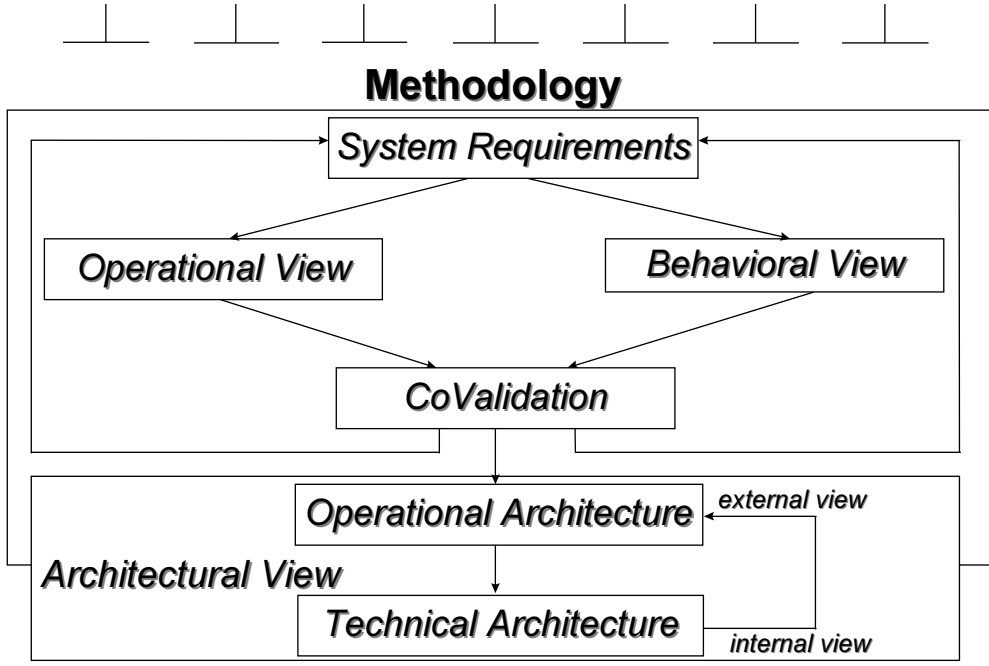 Methodology
System Requirements
Operational View
Behavioral View
CoValidation
Operational Architecture
external view
Architectural View
Technical Architecture
internal view